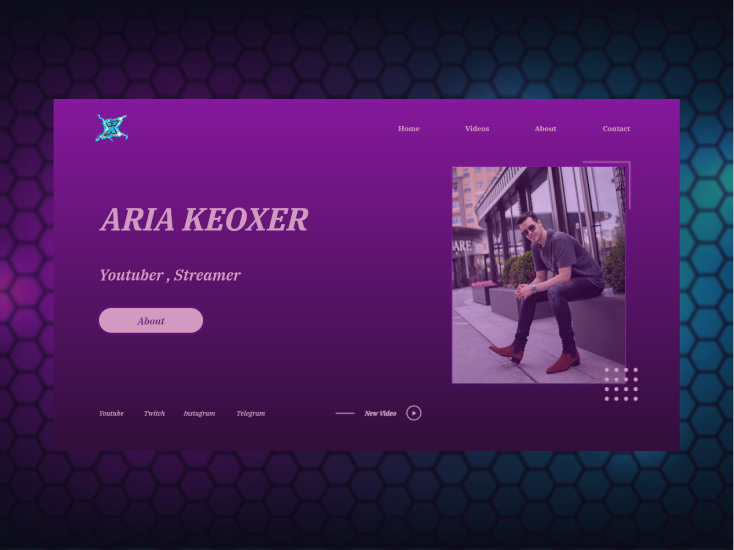 Home Videos About Contact
ARIA KEOXER
Youtuber , Streamer
About
Youtube Twitch Instagram Telegram New Video